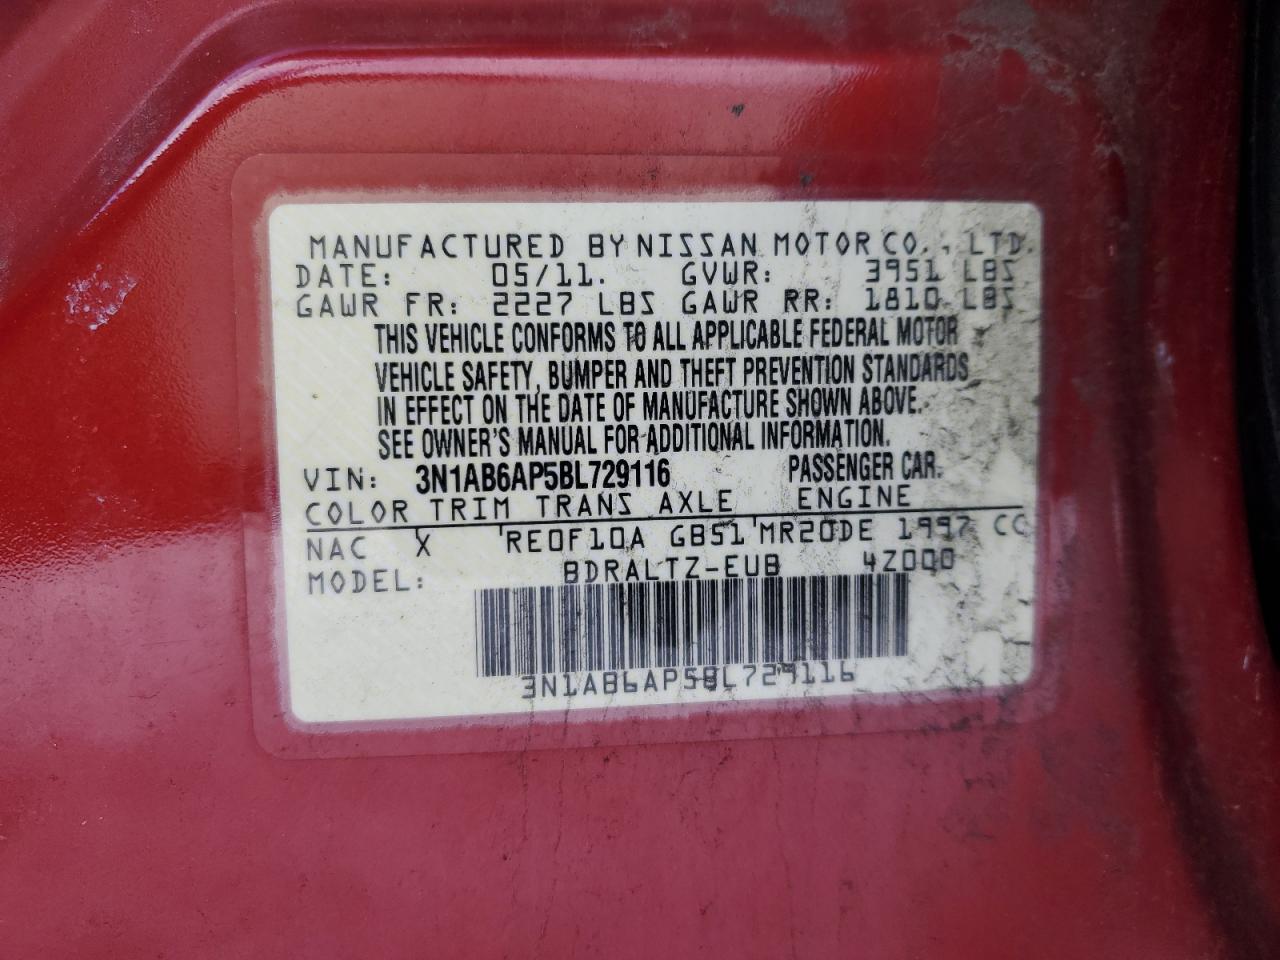 MANUFACTURED BY NISSAN MOTOR CO., LTD.
DATE: 05/11. GVWR: 3951 LBS
GAWR FR: 2227 LBS GAWR RR: 1810 LBS
THIS VEHICLE CONFORMS TO ALL APPLICABLE FEDERAL MOTOR
VEHICLE SAFETY, BUMPER AND THEFT PREVENTION STANDARDS
IN EFFECT ON THE DATE OF MANUFACTURE SHOWN ABOVE.
SEE OWNER'S MANUAL FOR ADDITIONAL INFORMATION.
VIN: 3N1AB6AP5BL729116 PASSENGER CAR.
COLOR TRIM TRANS AXLE ENGINE
NAC X RE0F10A GB51 MR20DE 1997 CC
MODEL: BDRALTZ-EUB 4Z000
3N1AB6AP5BL729116